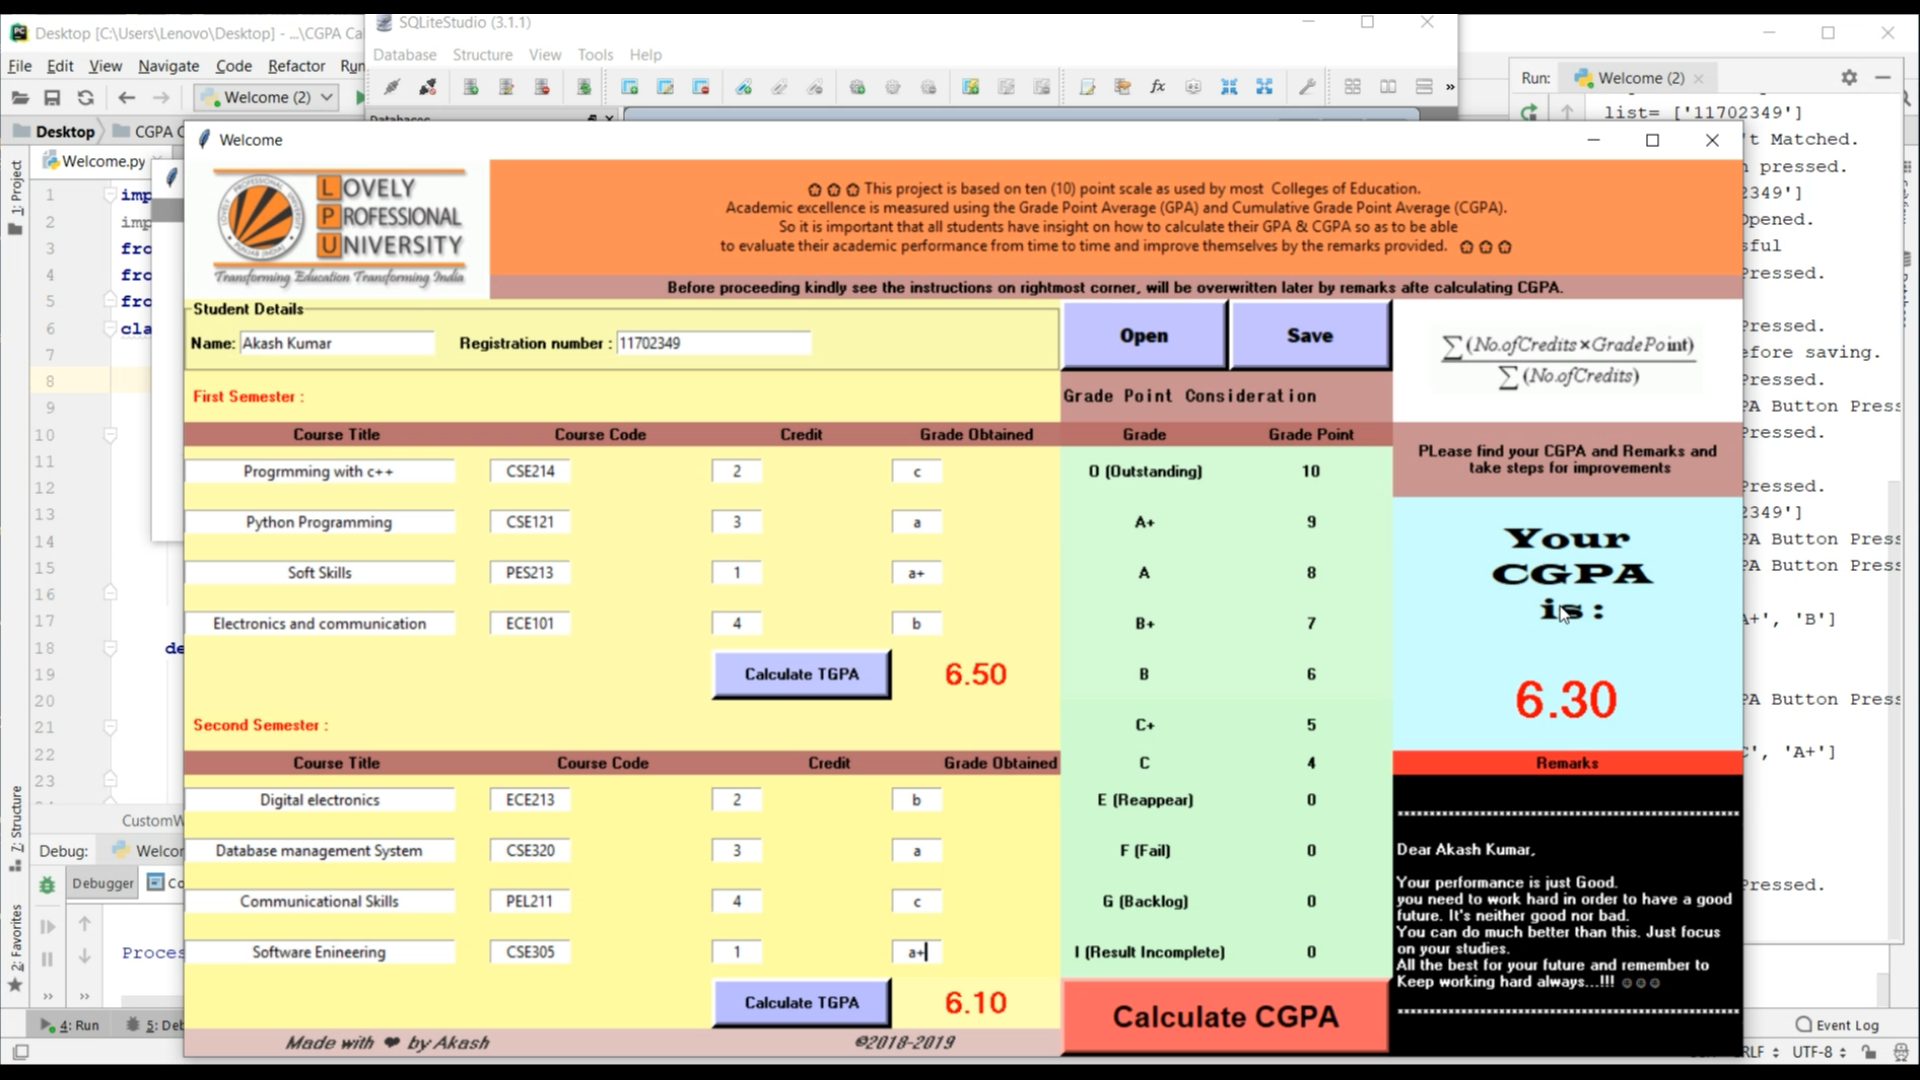 Desktop [C:\Users\Lenovo\Desktop] - ...\CGPA Ca
SQLiteStudio (3.1.1)
File Edit View Navigate Code Refactor Run
Database Structure View Tools Help
Welcome (2)
fx
»
Run: Welcome (2)
Desktop CGPA C
Databases
Welcome.py
1: Project
Z: Structure
2: Favorites
1
2
3
4
5
6
7
8
9
10
11
12
13
14
15
16
17
18
19
20
21
22
23
imp
imp
fro
fro
fro
cla
de
CustomW
Debug: Welcor
Debugger Co
Proces
» »
4: Run 5: Deb
Welcome
LOVELY
PROFESSIONAL
UNIVERSITY
Transforming Education Transforming India
This project is based on ten (10) point scale as used by most Colleges of Education.
Academic excellence is measured using the Grade Point Average (GPA) and Cumulative Grade Point Average (CGPA).
So it is important that all students have insight on how to calculate their GPA & CGPA so as to be able
to evaluate their academic performance from time to time and improve themselves by the remarks provided.
Before proceeding kindly see the instructions on rightmost corner, will be overwritten later by remarks afte calculating CGPA.
Student Details
Name: Akash Kumar Registration number : 11702349
Open Save
∑(No.ofCredits×GradePoint)
∑(No.ofCredits)
First Semester :
Grade Point Consideration
Course Title Course Code Credit Grade Obtained
Progrmming with c++ CSE214 2 c
Python Programming CSE121 3 a
Soft Skills PES213 1 a+
Electronics and communication ECE101 4 b
Calculate TGPA 6.50
Second Semester :
Course Title Course Code Credit Grade Obtained
Digital electronics ECE213 2 b
Database management System CSE320 3 a
Communicational Skills PEL211 4 c
Software Enineering CSE305 1 a+
Calculate TGPA 6.10
Made with ❤ by Akash ©2018-2019
Grade Grade Point
O (Outstanding) 10
A+ 9
A 8
B+ 7
B 6
C+ 5
C 4
E (Reappear) 0
F (Fail) 0
G (Backlog) 0
I (Result Incomplete) 0
Calculate CGPA
PLease find your CGPA and Remarks and
take steps for improvements
Your
CGPA
is:
6.30
Remarks
Dear Akash Kumar,
Your performance is just Good.
you need to work hard in order to have a good
future. It's neither good nor bad.
You can do much better than this. Just focus
on your studies.
All the best for your future and remember to
Keep working hard always...!!! ☺☺☺
list= ['11702349']
't Matched.
n pressed.
2349']
Opened.
sful
Pressed.
Pressed.
efore saving.
Pressed.
PA Button Press
Pressed.
Pressed.
2349']
PA Button Press
PA Button Press
A+', 'B']
PA Button Press
C', 'A+']
Pressed.
Event Log
CRLF UTF-8